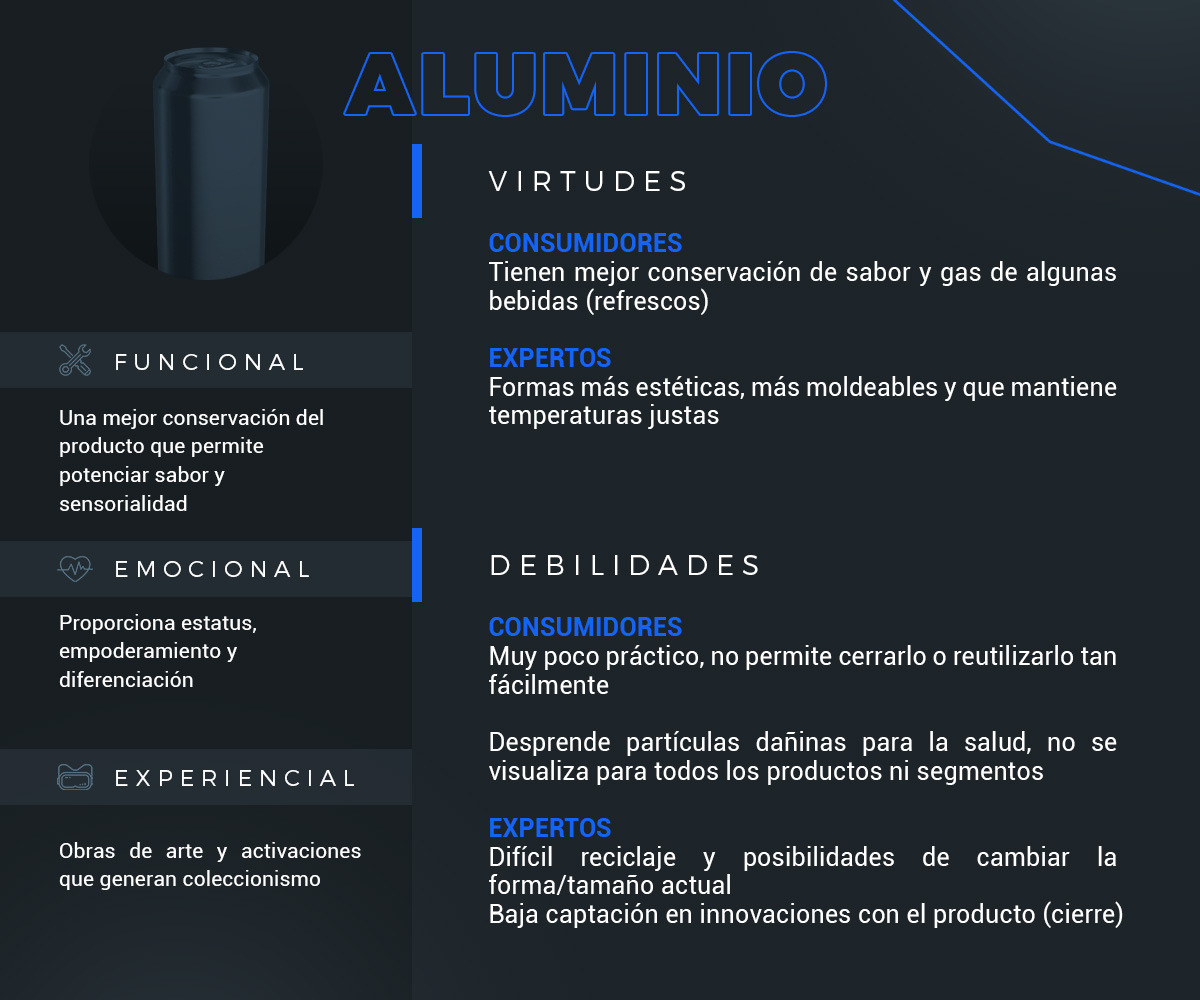 ALUMINIO
FUNCIONAL
Una mejor conservación del
producto que permite
potenciar sabor y
sensorialidad
EMOCIONAL
Proporciona estatus,
empoderamiento y
diferenciación
EXPERIENCIAL
Obras de arte y activaciones
que generan coleccionismo
VIRTUDES
CONSUMIDORES
Tienen mejor conservación de sabor y gas de algunas
bebidas (refrescos)
EXPERTOS
Formas más estéticas, más moldeables y que mantiene
temperaturas justas
DEBILIDADES
CONSUMIDORES
Muy poco práctico, no permite cerrarlo o reutilizarlo tan
fácilmente
Desprende partículas dañinas para la salud, no se
visualiza para todos los productos ni segmentos
EXPERTOS
Difícil reciclaje y posibilidades de cambiar la
forma/tamaño actual
Baja captación en innovaciones con el producto (cierre)